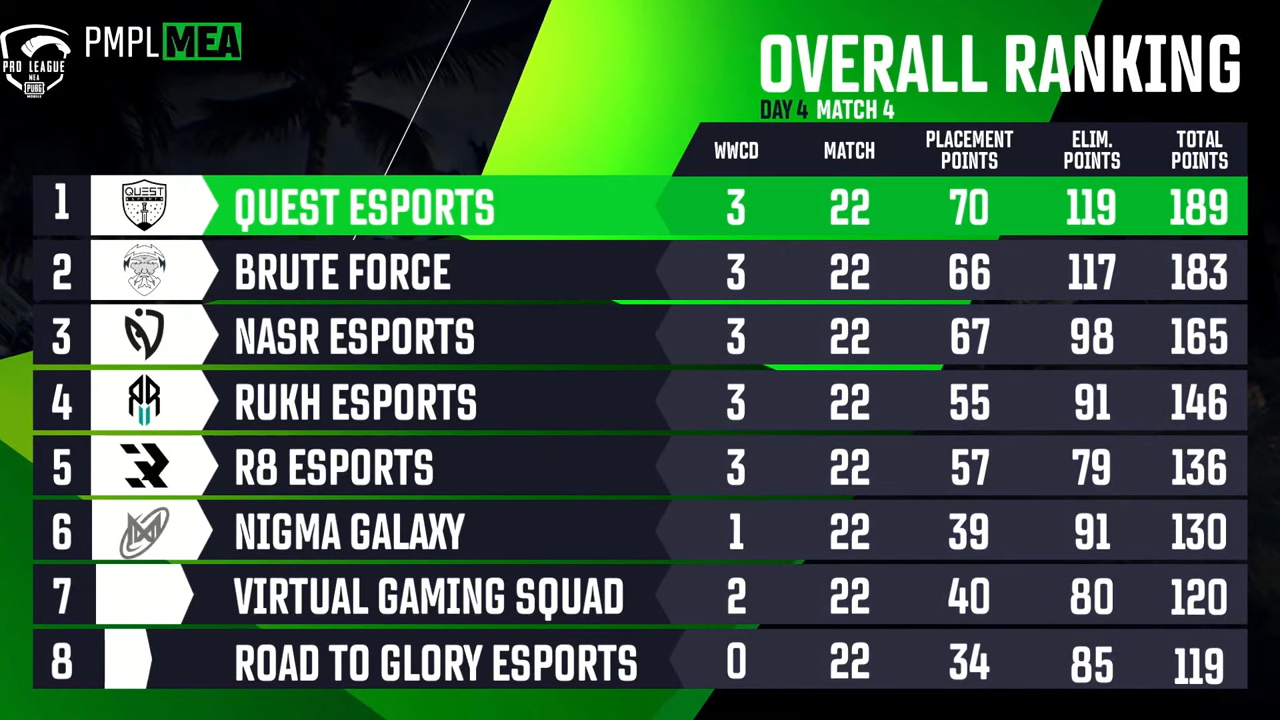 PRO LEAGUE
MEA
PUBG
MOBILE
PMPL MEA
OVERALL RANKING
DAY 4 MATCH 4
WWCD MATCH PLACEMENT POINTS ELIM. POINTS TOTAL POINTS
1 QUEST ESPORTS QUEST ESPORTS 3 22 70 119 189
2 BRUTE FORCE 3 22 66 117 183
3 NASR ESPORTS 3 22 67 98 165
4 RUKH ESPORTS 3 22 55 91 146
5 R8 ESPORTS 3 22 57 79 136
6 NIGMA GALAXY 1 22 39 91 130
7 VIRTUAL GAMING SQUAD 2 22 40 80 120
8 ROAD TO GLORY ESPORTS 0 22 34 85 119